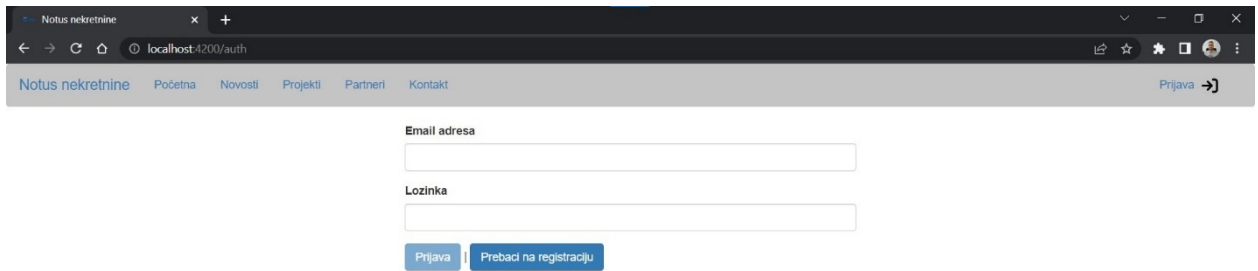 Notus nekretnine
localhost:4200/auth
Notus nekretnine Početna Novosti Projekti Partneri Kontakt Prijava
Email adresa
Lozinka
Prijava | Prebaci na registraciju